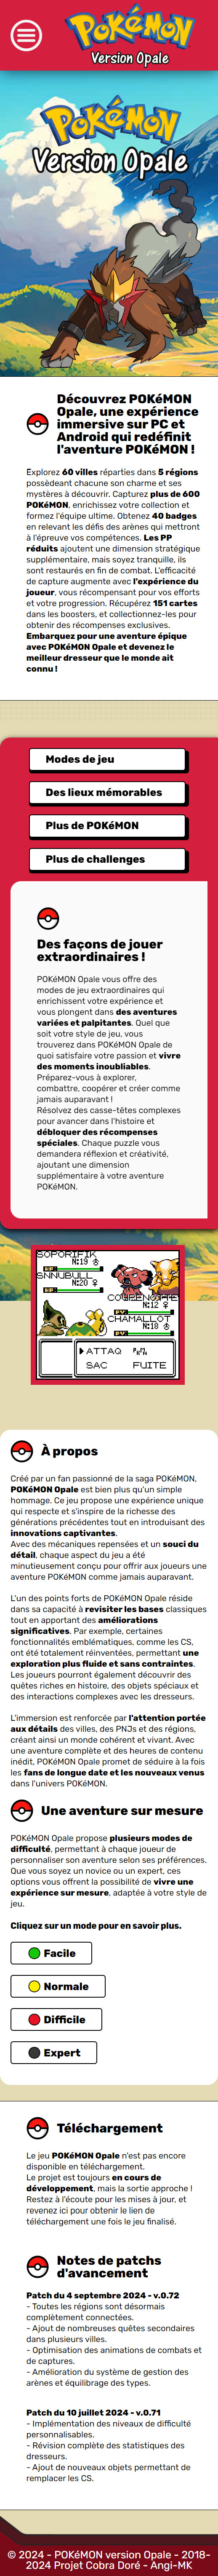 POKéMON
Version Opale
POKéMON
Version Opale
Découvrez POKéMON
Opale, une expérience
immersive sur PC et
Android qui redéfinit
l'aventure POKéMON !
Explorez 60 villes réparties dans 5 régions
possèdeant chacune son charme et ses
mystères à découvrir. Capturez plus de 600
POKéMON, enrichissez votre collection et
formez l'équipe utime. Obtenez 40 badges
en relevant les défis des arènes qui mettront
à l'épreuve vos compétences. Les PP
réduits ajoutent une dimension stratégique
supplémentaire, mais soyez tranquille, ils
sont restaurés en fin de combat. L'efficacité
de capture augmente avec l'expérience du
joueur, vous récompensant pour vos efforts
et votre progression. Récupérez 151 cartes
dans les boosters, et collectionnez-les pour
obtenir des récompenses exclusives.
Embarquez pour une aventure épique
avec POKéMON Opale et devenez le
meilleur dresseur que le monde ait
connu !
Modes de jeu
Des lieux mémorables
Plus de POKéMON
Plus de challenges
Des façons de jouer
extraordinaires !
POKéMON Opale vous offre des
modes de jeu extraordinaires qui
enrichissent votre expérience et
vous plongent dans des aventures
variées et palpitantes. Quel que
soit votre style de jeu, vous
trouverez dans POKéMON Opale de
quoi satisfaire votre passion et vivre
des moments inoubliables.
Préparez-vous à explorer,
combattre, coopérer et créer comme
jamais auparavant !
Résolvez des casse-têtes complexes
pour avancer dans l'histoire et
débloquer des récompenses
spéciales. Chaque puzzle vous
demandera réflexion et créativité,
ajoutant une dimension
supplémentaire à votre aventure
POKéMON.
SOPORIFIK
N:19 ♂
PV
SNNUBULL
N:20 ♀
PV
COUPENOTTE
N:12 ♀
PV
CHAMALLOT
N:18 ♂
PV
ATTAQ PKMN
SAC FUITE
À propos
Créé par un fan passionné de la saga POKéMON,
POKéMON Opale est bien plus qu'un simple
hommage. Ce jeu propose une expérience unique
qui respecte et s'inspire de la richesse des
générations précédentes tout en introduisant des
innovations captivantes.
Avec des mécaniques repensées et un souci du
détail, chaque aspect du jeu a été
minutieusement conçu pour offrir aux joueurs une
aventure POKéMON comme jamais auparavant.
L'un des points forts de POKéMON Opale réside
dans sa capacité à revisiter les bases classiques
tout en apportant des améliorations
significatives. Par exemple, certaines
fonctionnalités emblématiques, comme les CS,
ont été totalement réinventées, permettant une
exploration plus fluide et sans contraintes.
Les joueurs pourront également découvrir des
quêtes riches en histoire, des objets spéciaux et
des interactions complexes avec les dresseurs.
L'immersion est renforcée par l'attention portée
aux détails des villes, des PNJs et des régions,
créant ainsi un monde cohérent et vivant. Avec
une aventure complète et des heures de contenu
inédit, POKéMON Opale promet de séduire à la fois
les fans de longue date et les nouveaux venus
dans l'univers POKéMON.
Une aventure sur mesure
POKéMON Opale propose plusieurs modes de
difficulté, permettant à chaque joueur de
personnaliser son aventure selon ses préférences.
Que vous soyez un novice ou un expert, ces
options vous offrent la possibilité de vivre une
expérience sur mesure, adaptée à votre style de
jeu.
Cliquez sur un mode pour en savoir plus.
Facile
Normale
Difficile
Expert
Téléchargement
Le jeu POKéMON Opale n'est pas encore
disponible en téléchargement.
Le projet est toujours en cours de
développement, mais la sortie approche !
Restez à l'écoute pour les mises à jour, et
revenez ici pour obtenir le lien de
téléchargement une fois le jeu finalisé.
Notes de patchs
d'avancement
Patch du 4 septembre 2024 - v.0.72
- Toutes les régions sont désormais
complètement connectées.
- Ajout de nombreuses quêtes secondaires
dans plusieurs villes.
- Optimisation des animations de combats et
de captures.
- Amélioration du système de gestion des
arènes et équilibrage des types.
Patch du 10 juillet 2024 - v.0.71
- Implémentation des niveaux de difficulté
personnalisables.
- Révision complète des statistiques des
dresseurs.
- Ajout de nouveaux objets permettant de
remplacer les CS.
© 2024 - POKéMON version Opale - 2018-
2024 Projet Cobra Doré - Angi-MK